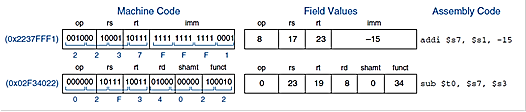 Machine Code Field Values Assembly Code
op rs rt imm op rs rt imm
(0x2237FFF1) 001000 10001 10111 1111 1111 1111 0001 8 17 23 -15 addi $s7, $s1, -15
2 2 3 7 F F F 1
op rs rt rd shamt funct op rs rt rd shamt funct
(0x02F34022) 000000 10111 10011 01000 00000 100010 0 23 19 8 0 34 sub $t0, $s7, $s3
0 2 F 3 4 0 2 2